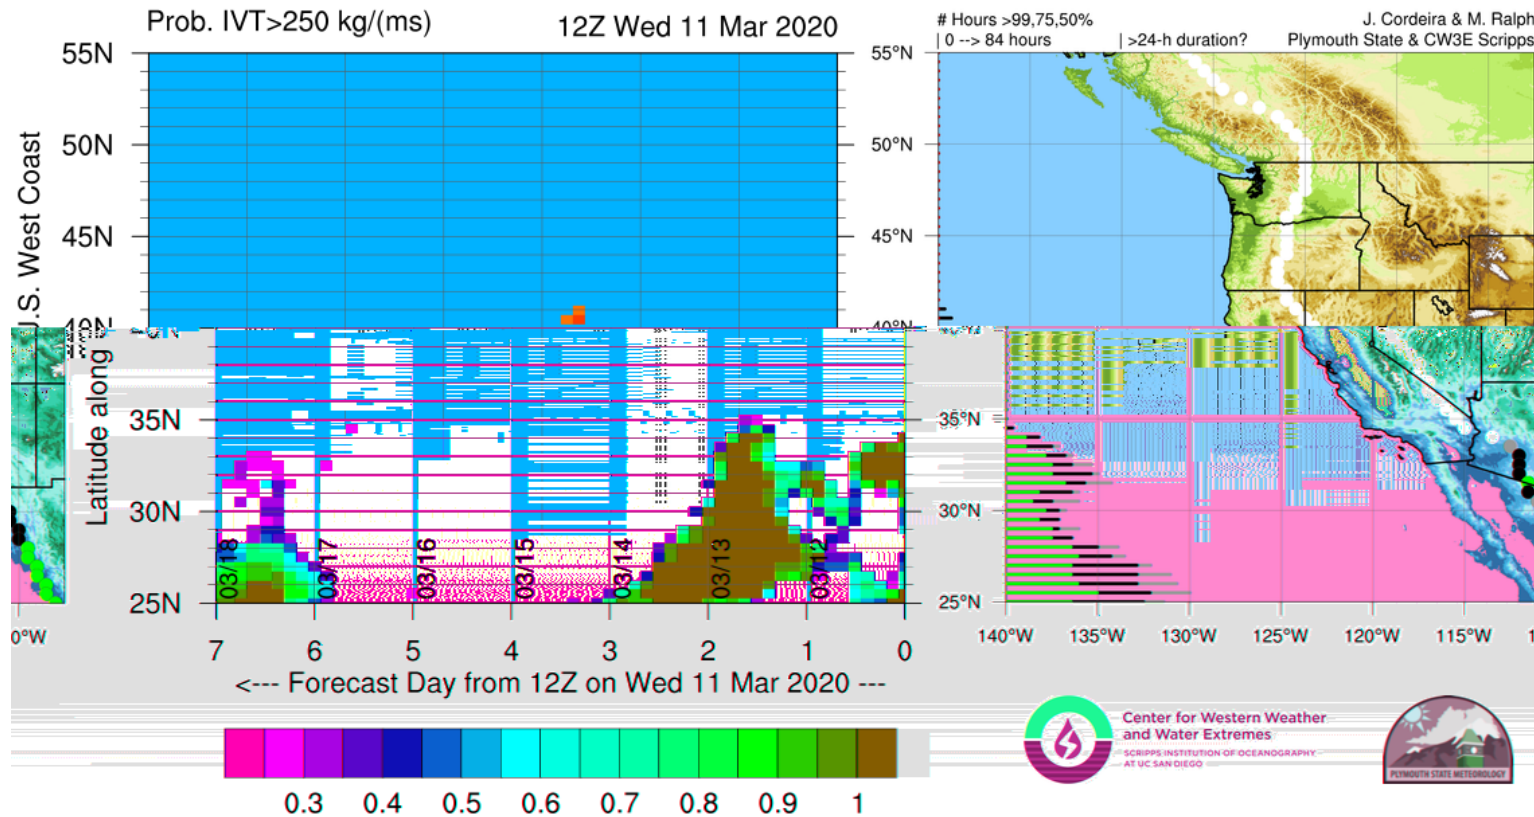 Prob. IVT>250 kg/(ms)
12Z Wed 11 Mar 2020
# Hours >99,75,50%
J. Cordeira & M. Ralph
| 0 --> 84 hours
| >24-h duration?
Plymouth State & CW3E Scripps
55N
50N
45N
35N
30N
25N
.S. West Coast
Latitude along
55°N
50°N
45°N
40°N
35°N
30°N
25°N
03/18
03/17
03/16
03/15
03/14
03/13
03/12
0°W
7 6 5 4 3 2 1 0
140°W 135°W 130°W 125°W 120°W 115°W 1
<--- Forecast Day from 12Z on Wed 11 Mar 2020 ---
0.3 0.4 0.5 0.6 0.7 0.8 0.9 1
Center for Western Weather
and Water Extremes
SCRIPPS INSTITUTION OF OCEANOGRAPHY
AT UC SAN DIEGO
PLYMOUTH STATE METEOROLOGY